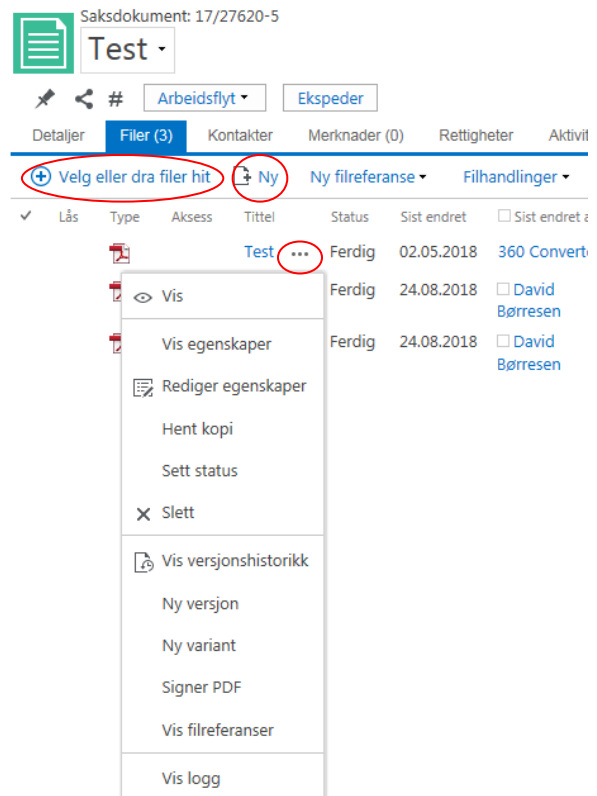 Saksdokument: 17/27620-5
Test
# Arbeidsflyt Ekspeder
Detaljer Filer (3) Kontakter Merknader (0) Rettigheter
Velg eller dra filer hit Ny Ny filreferanse Filhandlinger
Lås Type Aksess Tittel Status Sist endret Sist endret
Test ... Ferdig 02.05.2018 360
Ferdig 24.08.2018 David
Børresen
Ferdig 24.08.2018 David
Børresen
Vis
Vis egenskaper
Rediger egenskaper
Hent kopi
Sett status
Slett
Vis versjonshistorikk
Ny versjon
Ny variant
Signer PDF
Vis filreferanser
Vis logg